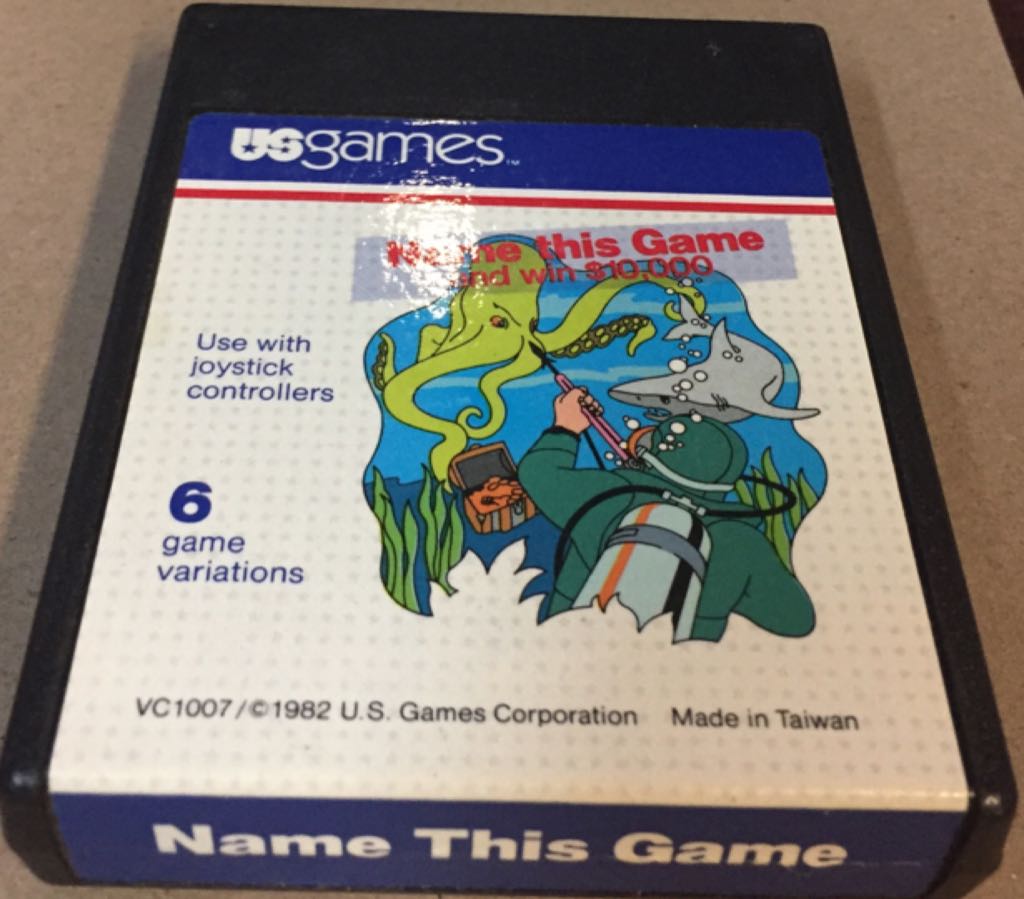 USgames™
Name this Game
and win $10,000
Use with
joystick
controllers
6
game
variations
VC1007/©1982 U.S. Games Corporation Made in Taiwan
Name This Game